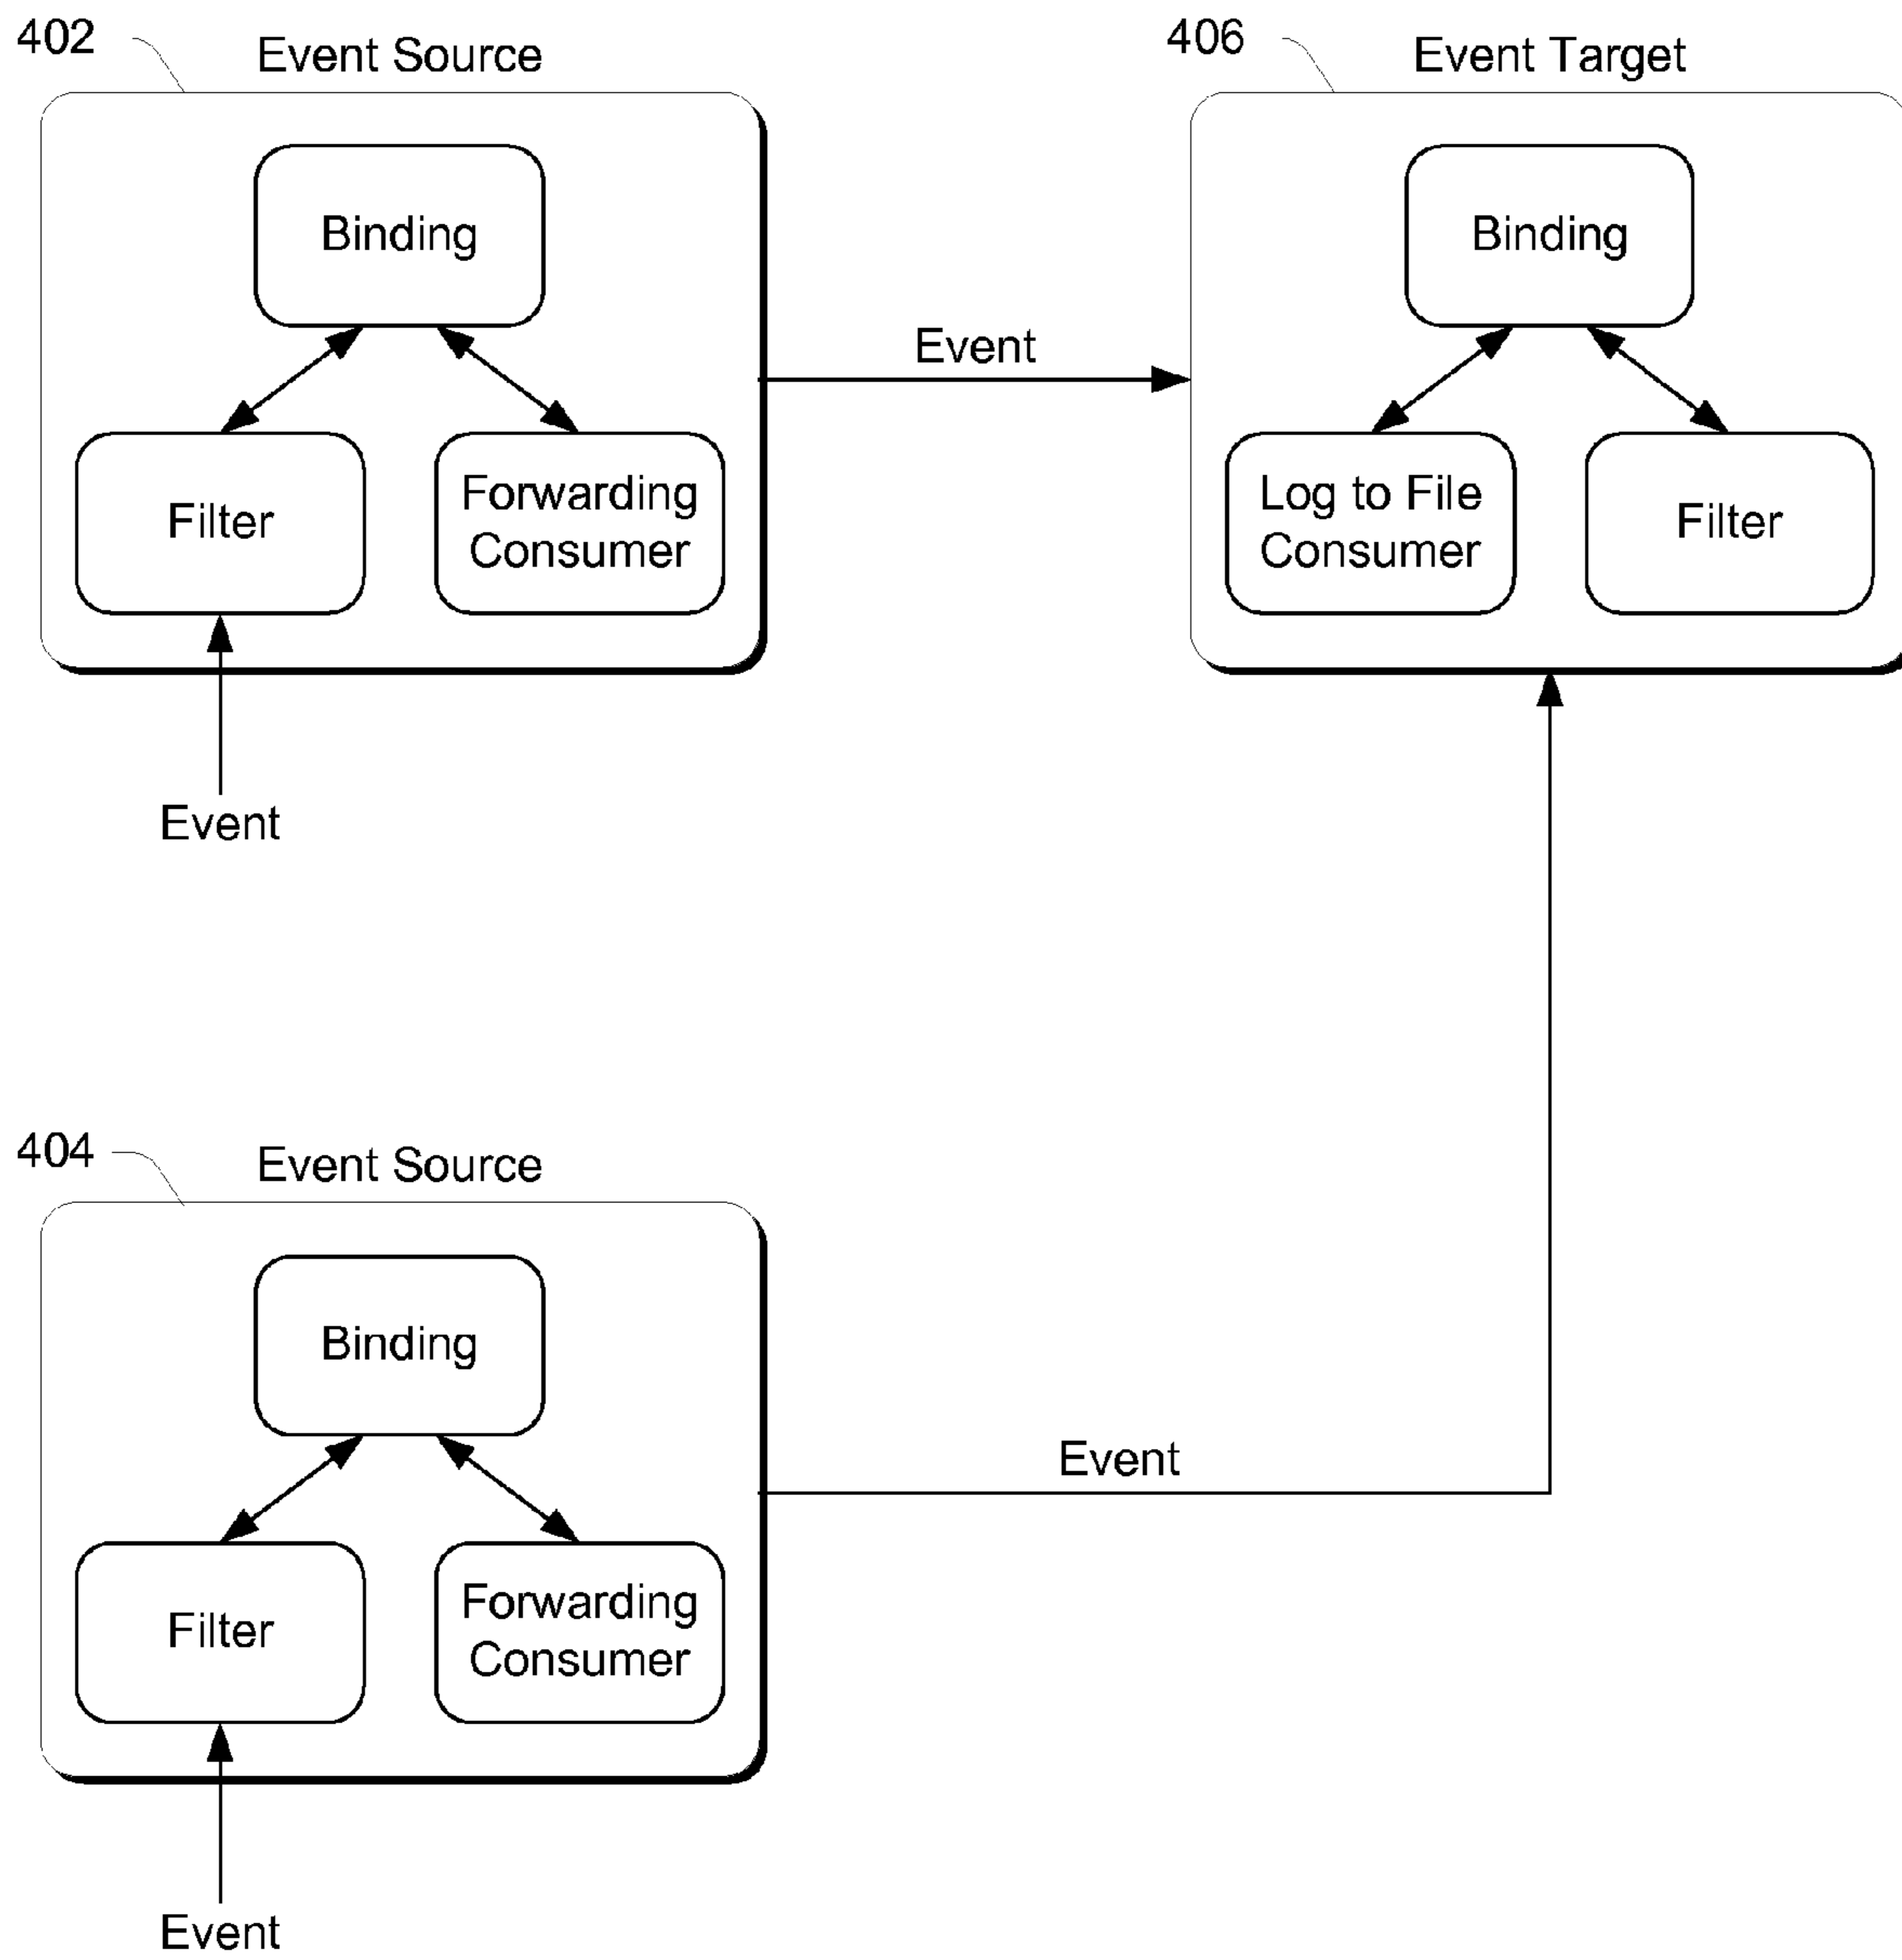 402
Event Source
406
Event Target
Binding
Binding
Event
Filter
Forwarding
Consumer
Log to File
Consumer
Filter
Event
404
Event Source
Binding
Event
Filter
Forwarding
Consumer
Event